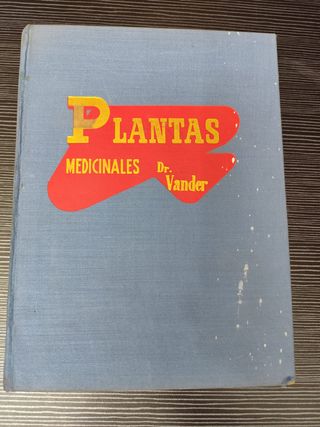 PLANTAS
MEDICINALES Dr.
Vander